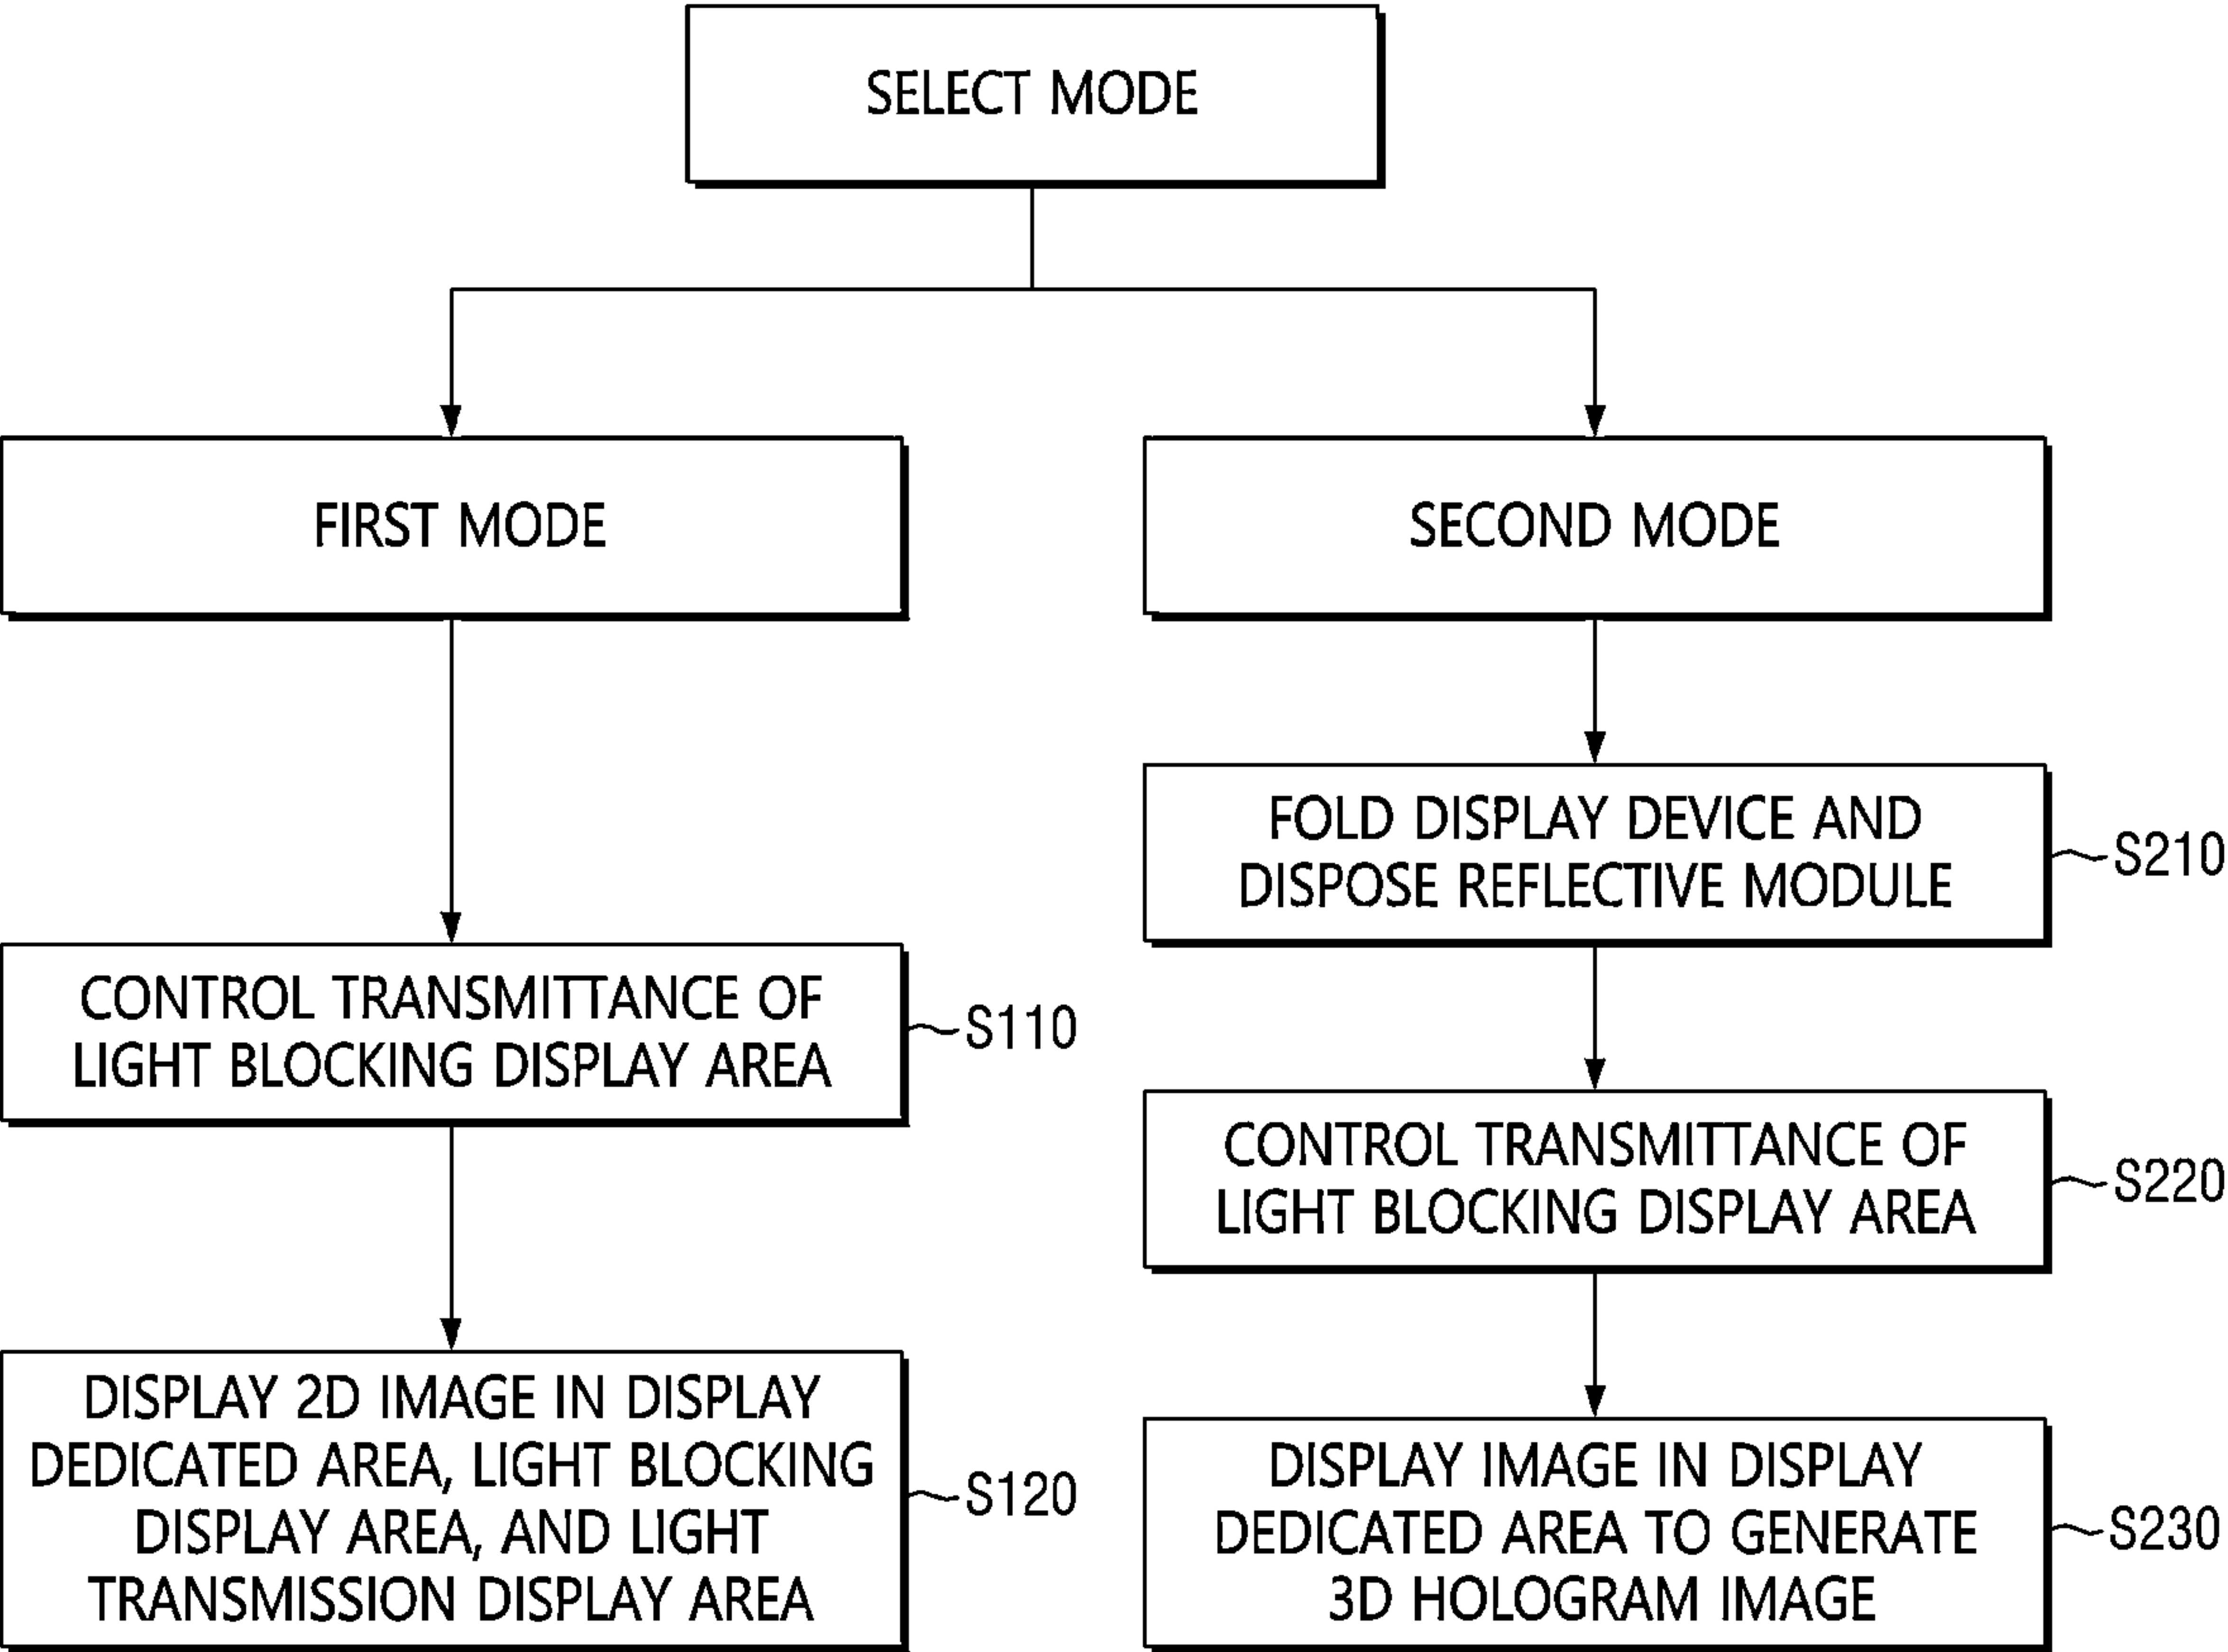 SELECT MODE
FIRST MODE
SECOND MODE
FOLD DISPLAY DEVICE AND
DISPOSE REFLECTIVE MODULE
S210
CONTROL TRANSMITTANCE OF
LIGHT BLOCKING DISPLAY AREA
S110
CONTROL TRANSMITTANCE OF
LIGHT BLOCKING DISPLAY AREA
S220
DISPLAY 2D IMAGE IN DISPLAY
DEDICATED AREA, LIGHT BLOCKING
DISPLAY AREA, AND LIGHT
TRANSMISSION DISPLAY AREA
S120
DISPLAY IMAGE IN DISPLAY
DEDICATED AREA TO GENERATE
3D HOLOGRAM IMAGE
S230